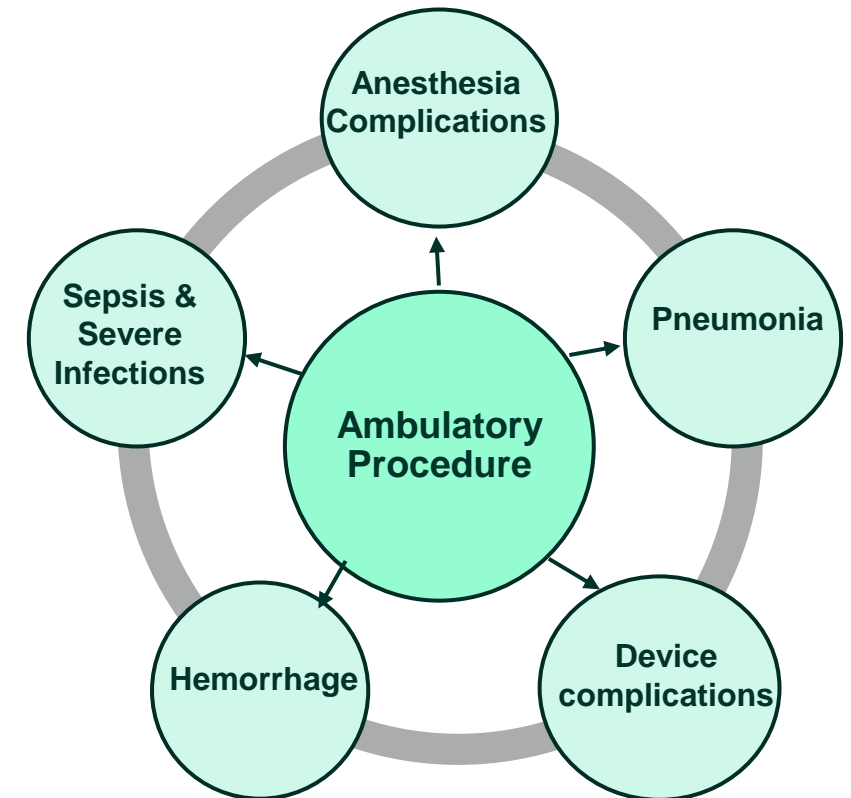 Anesthesia
Complications
Sepsis &
Severe
Infections
Pneumonia
Ambulatory
Procedure
Hemorrhage
Device
complications